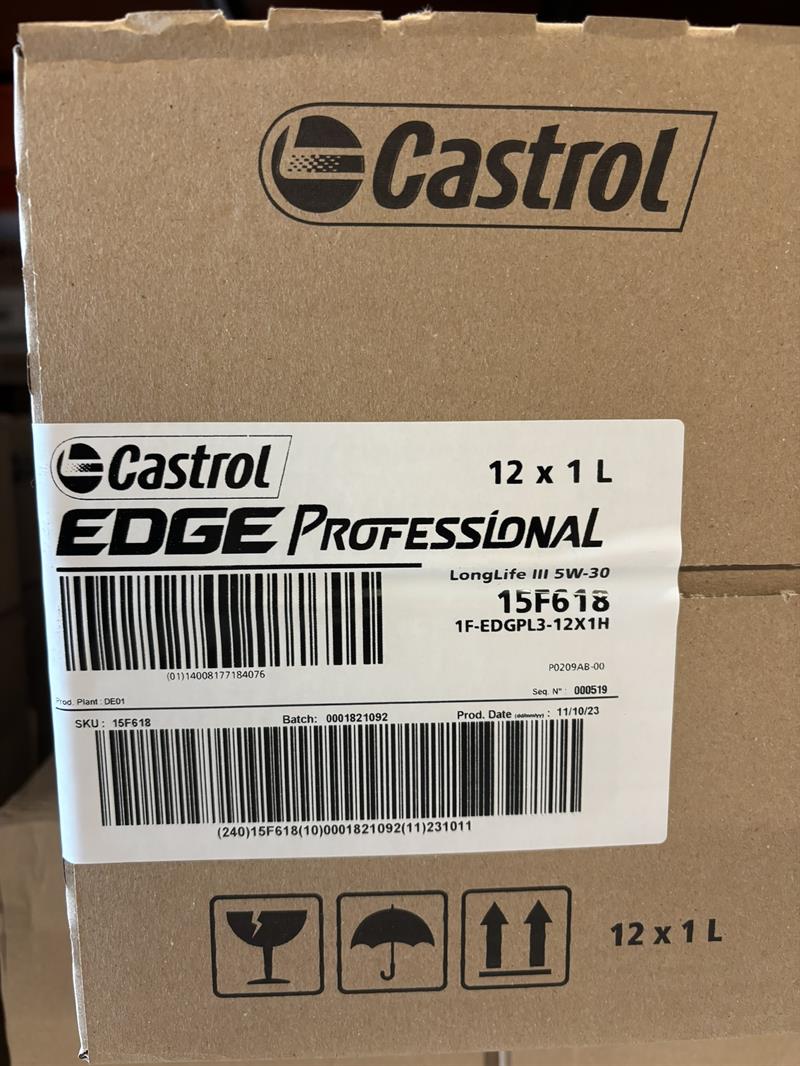 Castrol
Castrol
12 x 1 L
EDGE PROFESSIONAL
LongLife III 5W-30
15F618
1F-EDGPL3-12X1H
(01)14008177184076
P0209AB-00
Prod. Plant : DE01
Seq. N° : 000519
SKU : 15F618 Batch: 0001821092 Prod. Date (dd/mm/yy) : 11/10/23
(240)15F618(10)0001821092(11)231011
12 x 1 L